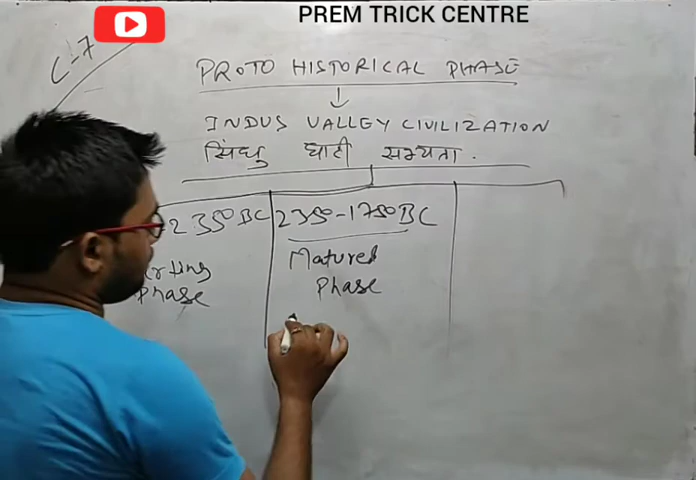 PREM TRICK CENTRE
C-7
PROTO HISTORICAL PHASE
INDUS VALLEY CIVILIZATION
सिंधु घाटी सभ्यता.
2350 BC
2350-1750 BC
Matured
Phase
Phase